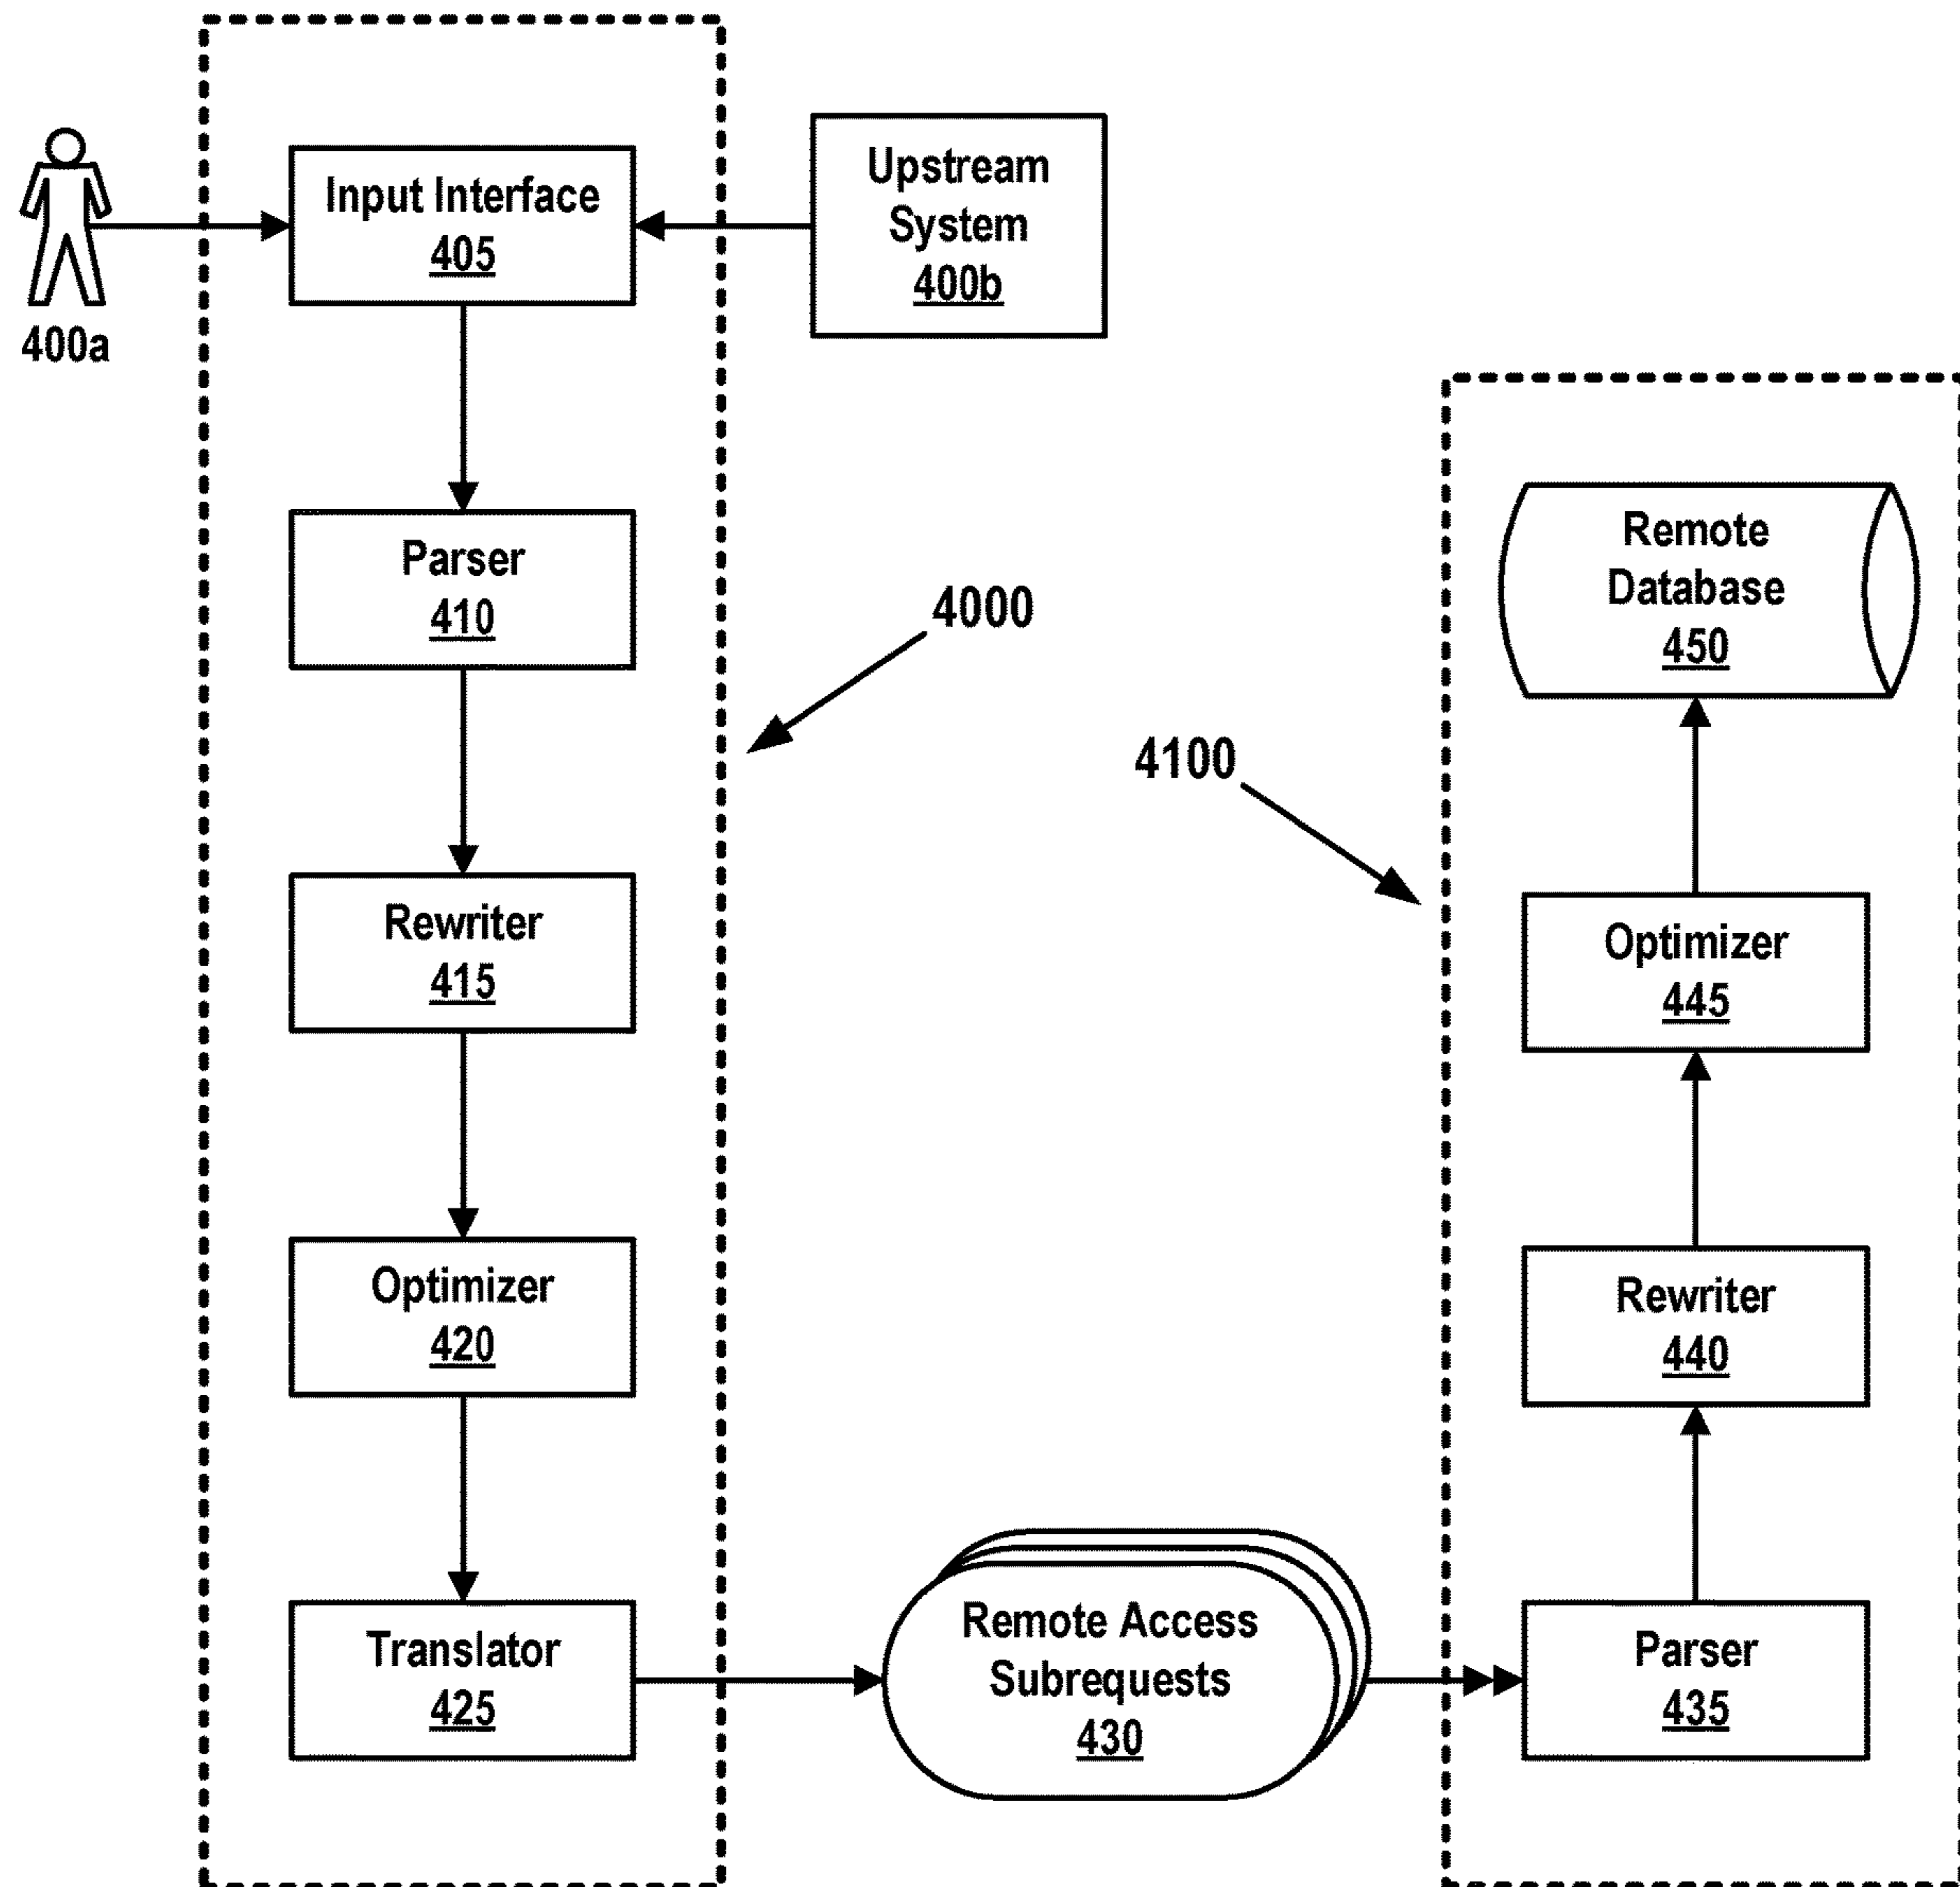 400a
Input Interface
405
Upstream
System
400b
Parser
410
4000
Rewriter
415
Optimizer
420
Translator
425
Remote Access
Subrequests
430
4100
Remote
Database
450
Optimizer
445
Rewriter
440
Parser
435